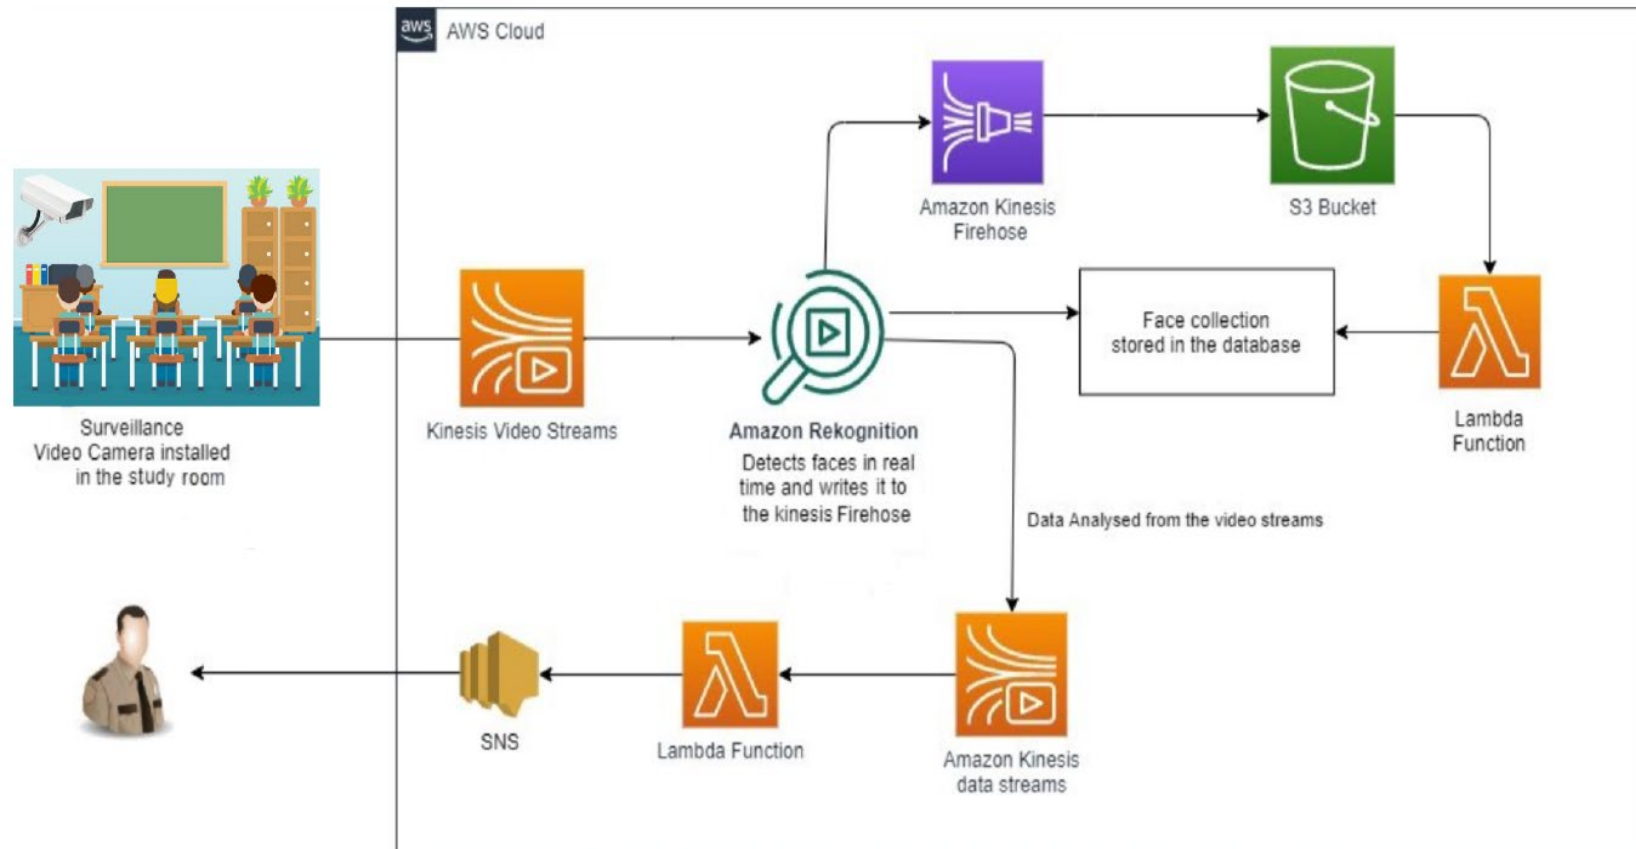 aws
AWS Cloud
Amazon Kinesis
Firehose
S3 Bucket
Surveillance
Video Camera installed
in the study room
Kinesis Video Streams
Amazon Rekognition
Detects faces in real
time and writes it to
the kinesis Firehose
Face collection
stored in the database
Lambda
Function
Data Analysed from the video streams
SNS
Lambda Function
Amazon Kinesis
data streams